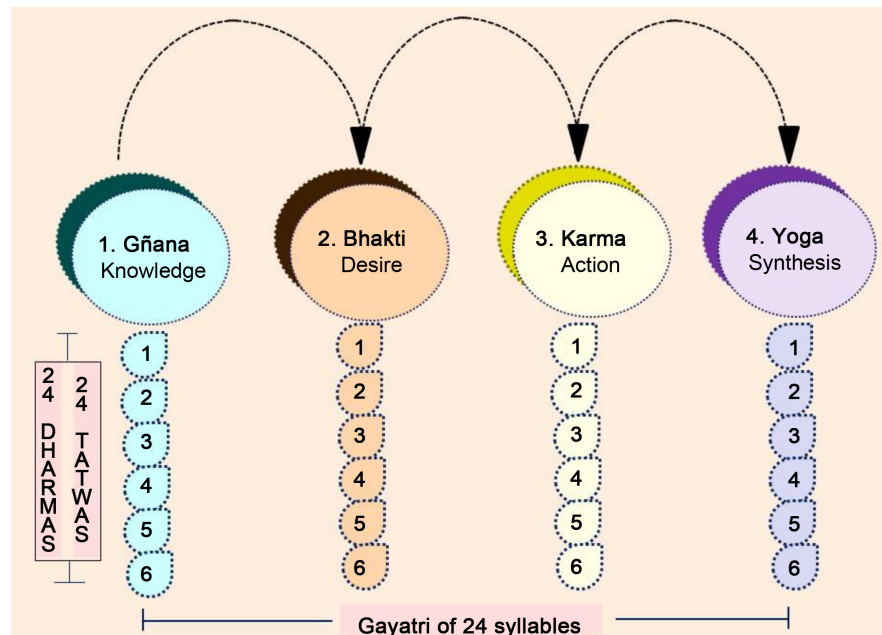 1. Gñana
Knowledge
2. Bhakti
Desire
3. Karma
Action
4. Yoga
Synthesis
1
2
3
4
5
6
1
2
3
4
5
6
1
2
3
4
5
6
1
2
3
4
5
6
24 DHARMAS
24 TATWAS
Gayatri of 24 syllables